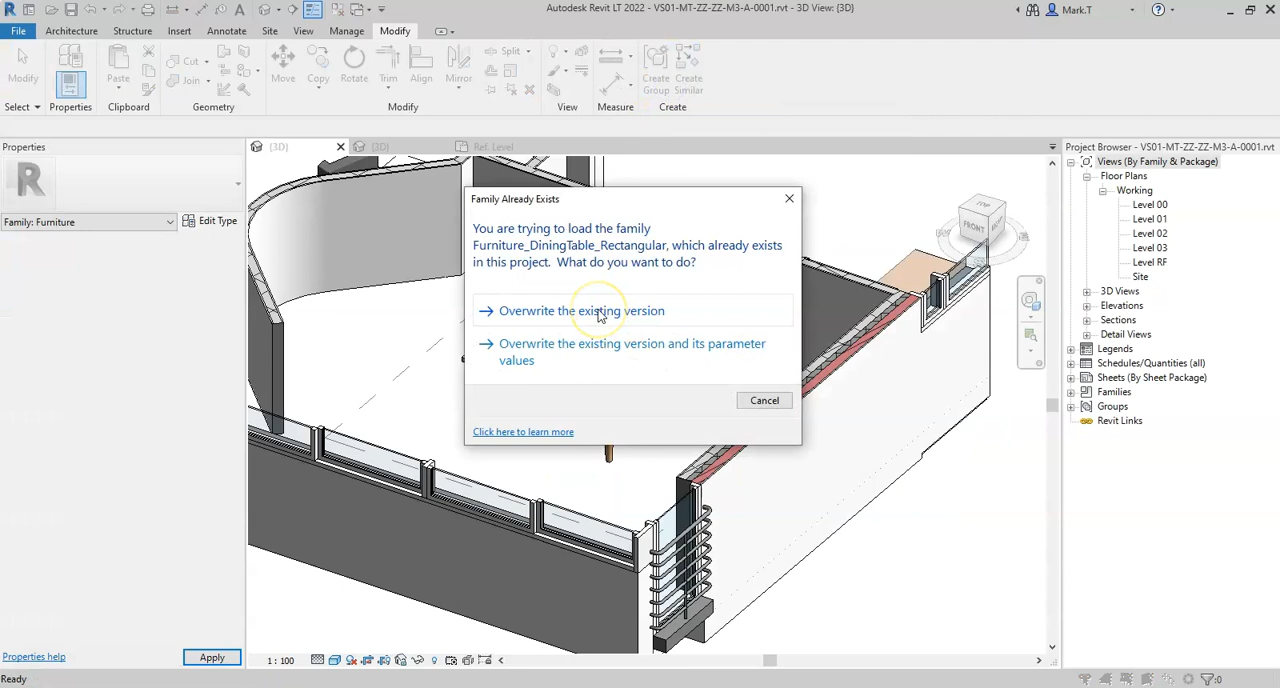 Autodesk Revit LT 2022 - VS01-MT-ZZ-ZZ-M3-A-0001.rvt - 3D View: {3D}
Mark.T
File Architecture Structure Insert Annotate Site View Manage Modify
Modify
Paste
Cut
Join
Move
Copy
Rotate
Trim
Align
Mirror
Split
Create Group
Create Similar
Select Properties Clipboard Geometry Modify View Measure Create
Properties
{3D}
{3D}
Ref. Level
Project Browser - VS01-MT-ZZ-ZZ-M3-A-0001.rvt
Family: Furniture
Edit Type
Family Already Exists
You are trying to load the family
Furniture_DiningTable_Rectangular, which already exists
in this project. What do you want to do?
Overwrite the existing version
Overwrite the existing version and its parameter
values
Cancel
Click here to learn more
TOP
FRONT
Views (By Family & Package)
Floor Plans
Working
Level 00
Level 01
Level 02
Level 03
Level RF
Site
3D Views
Elevations
Sections
Detail Views
Legends
Schedules/Quantities (all)
Sheets (By Sheet Package)
Families
Groups
Revit Links
Properties help
Apply
1 : 100
Ready
:0